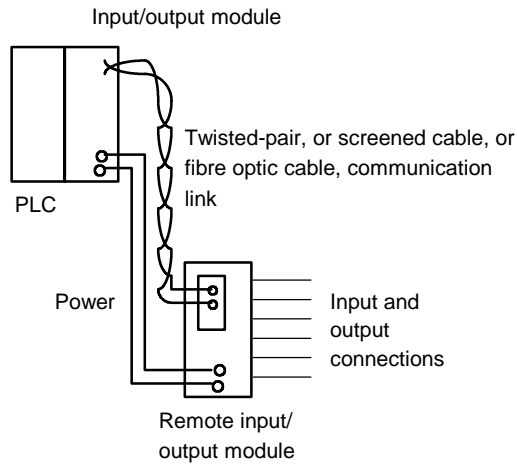 Input/output module
Twisted-pair, or screened cable, or
fibre optic cable, communication
link
PLC
Power
Input and
output
connections
Remote input/
output module